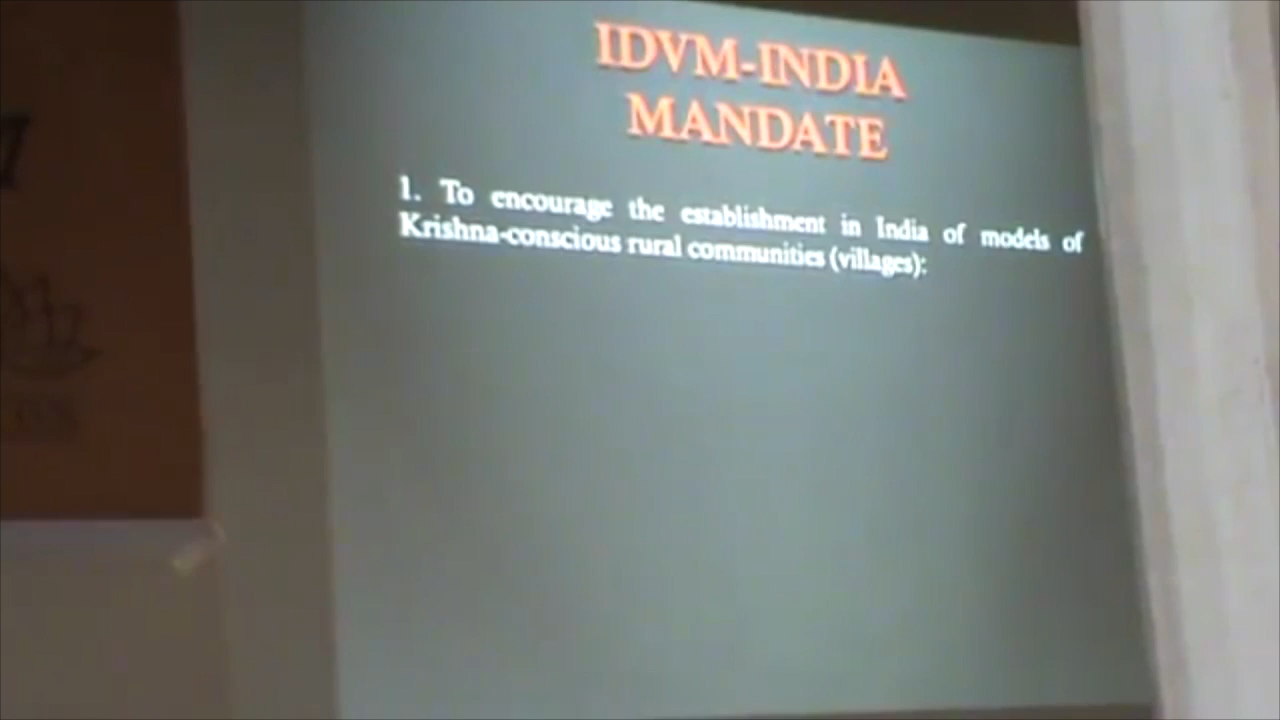 IDVM-INDIA
MANDATE
1. To encourage the establishment in India of models of
Krishna-conscious rural communities (villages):